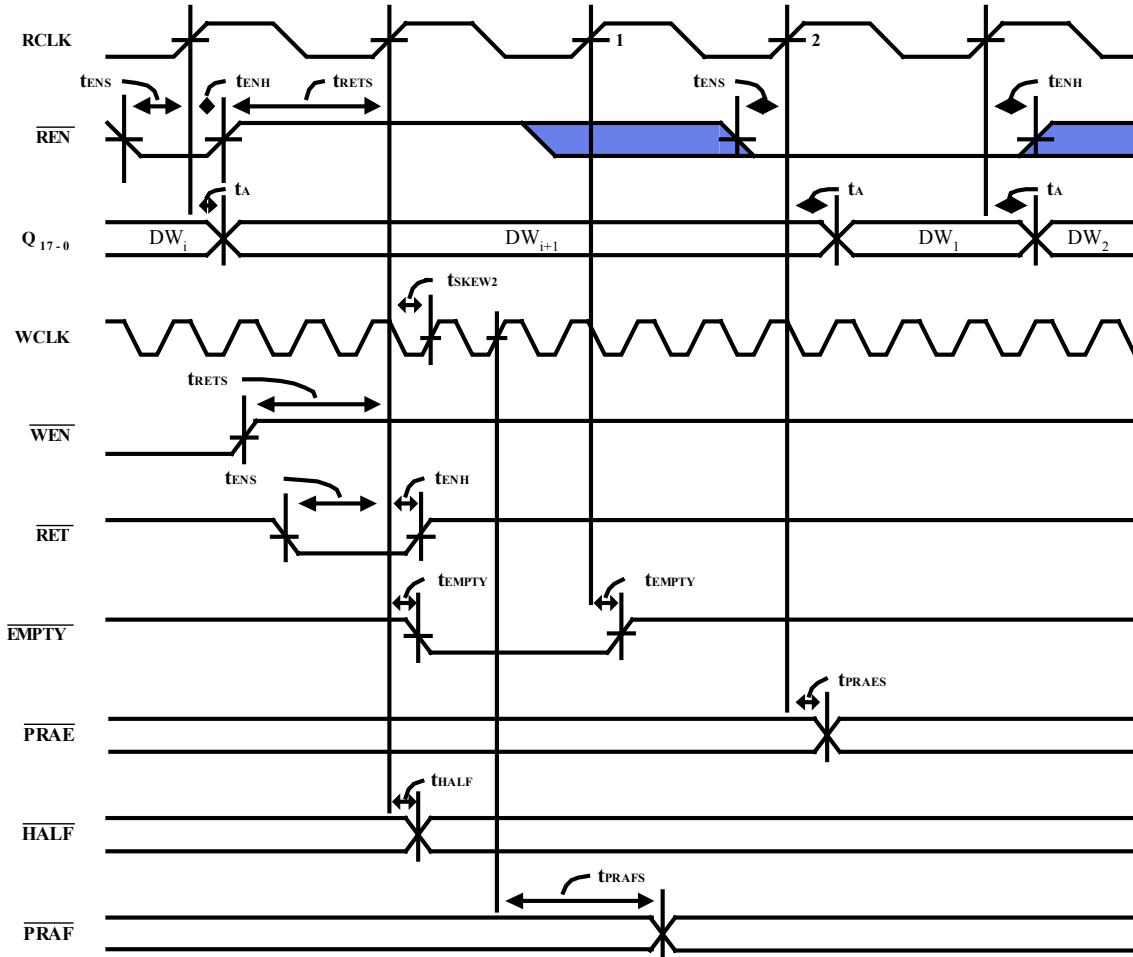 RCLK
1
2
tENS
tENH
tRETS
tENS
tENH
REN
tA
tA
tA
Q 17 - 0
DWi
DWi+1
DW1
DW2
tSKEW2
WCLK
tRETS
WEN
tENS
tENH
RET
tEMPTY
tEMPTY
EMPTY
tPRAES
PRAE
tHALF
HALF
tPRAFS
PRAF